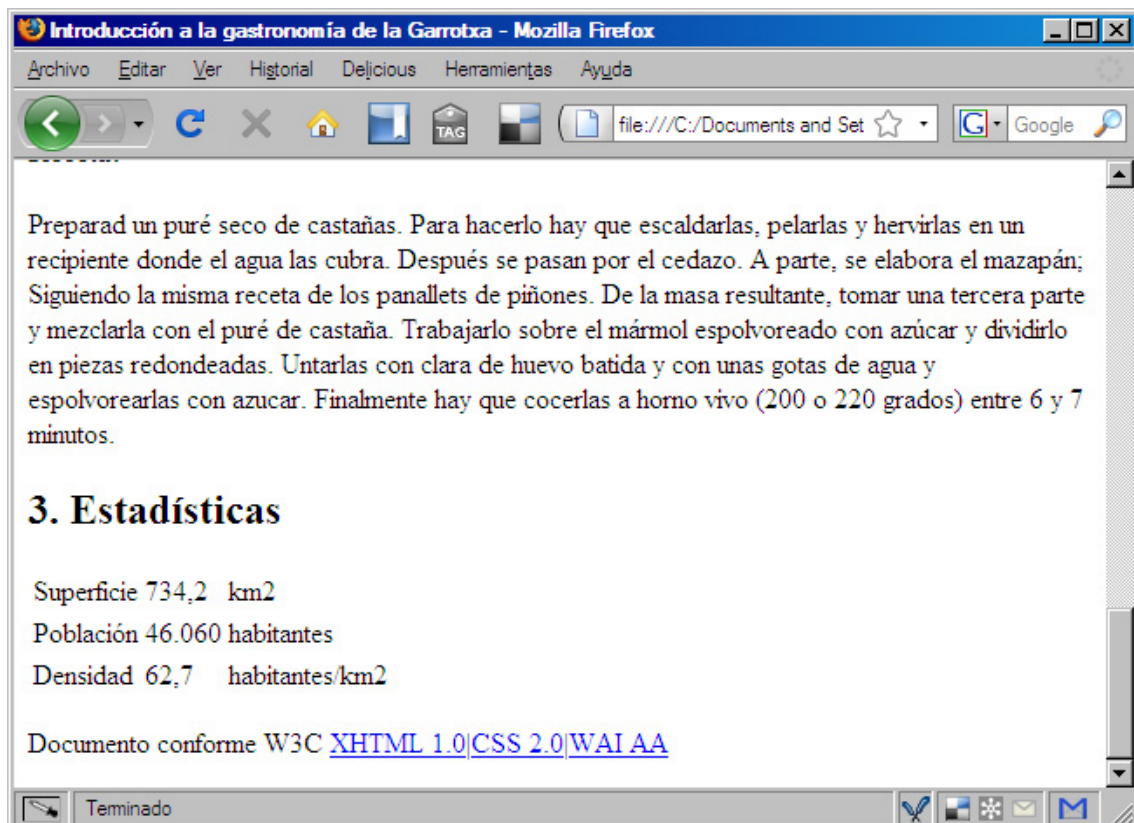 Introducción a la gastronomía de la Garrotxa - Mozilla Firefox
Archivo Editar Ver Historial Delicious Herramientas Ayuda
TAG file:///C:/Documents and Set G Google
Preparad un puré seco de castañas. Para hacerlo hay que escaldarlas, pelarlas y hervirlas en un
recipiente donde el agua las cubra. Después se pasan por el cedazo. A parte, se elabora el mazapán;
Siguiendo la misma receta de los panallets de piñones. De la masa resultante, tomar una tercera parte
y mezclarla con el puré de castaña. Trabajarlo sobre el mármol espolvoreado con azúcar y dividirlo
en piezas redondeadas. Untarlas con clara de huevo batida y con unas gotas de agua y
espolvorearlas con azucar. Finalmente hay que cocerlas a horno vivo (200 o 220 grados) entre 6 y 7
minutos.
3. Estadísticas
Superficie 734,2 km2
Población 46.060 habitantes
Densidad 62,7 habitantes/km2
Documento conforme W3C XHTML 1.0|CSS 2.0|WAI AA
Terminado